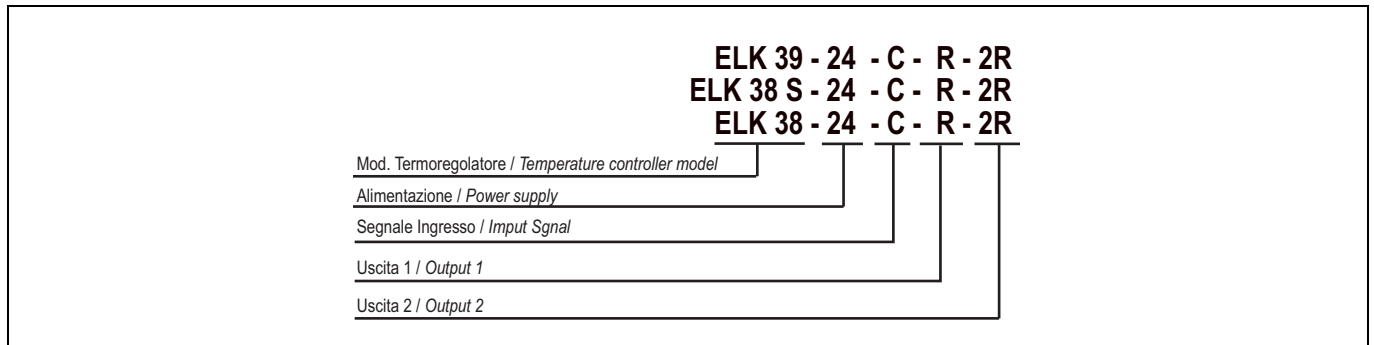 ELK 39 - 24 - C - R - 2R
ELK 38 S - 24 - C - R - 2R
ELK 38 - 24 - C - R - 2R
Mod. Termoregolatore / Temperature controller model
Alimentazione / Power supply
Segnale Ingresso / Imput Sgnal
Uscita 1 / Output 1
Uscita 2 / Output 2